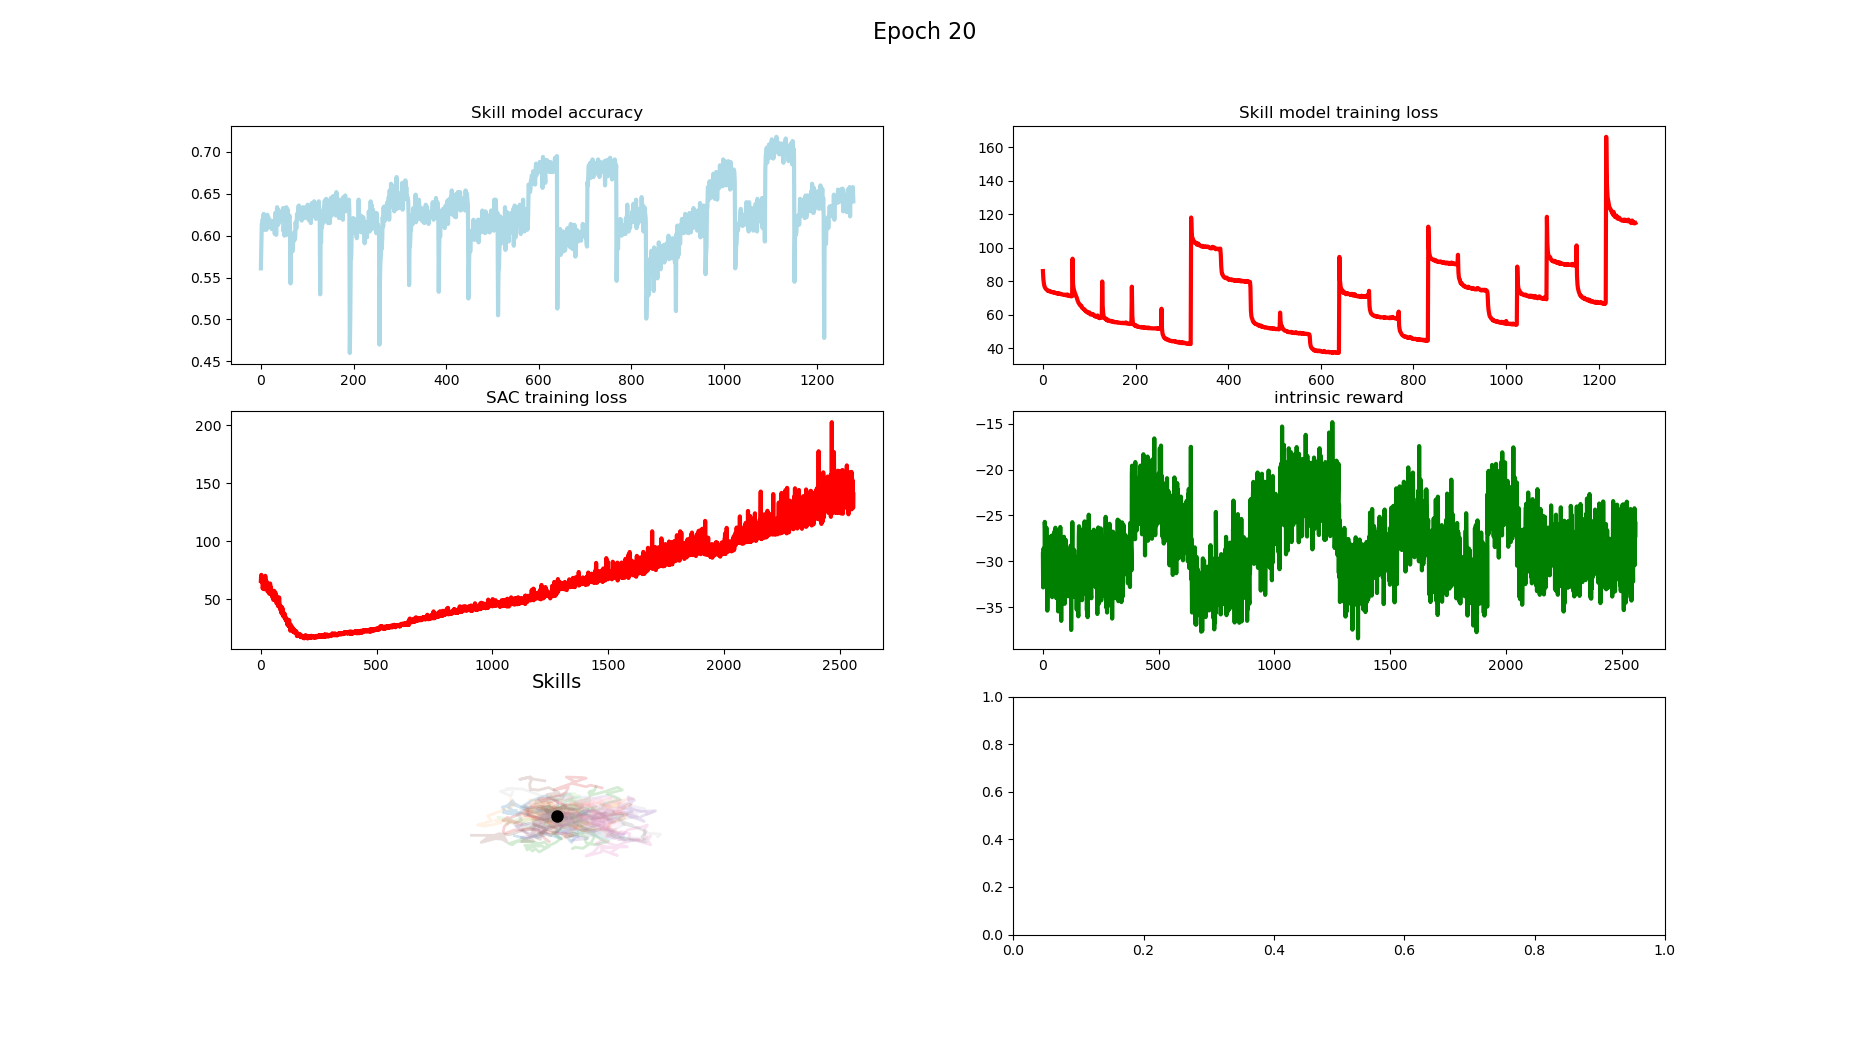 Epoch 20
Skill model accuracy
0.70
0.65
0.60
0.55
0.50
0.45
0 200 400 600 800 1000 1200
Skill model training loss
160
140
120
100
80
60
40
0 200 400 600 800 1000 1200
SAC training loss
200
150
100
50
0 500 1000 1500 2000 2500
intrinsic reward
−15
−20
−25
−30
−35
0 500 1000 1500 2000 2500
Skills
1.0
0.8
0.6
0.4
0.2
0.0
0.0 0.2 0.4 0.6 0.8 1.0